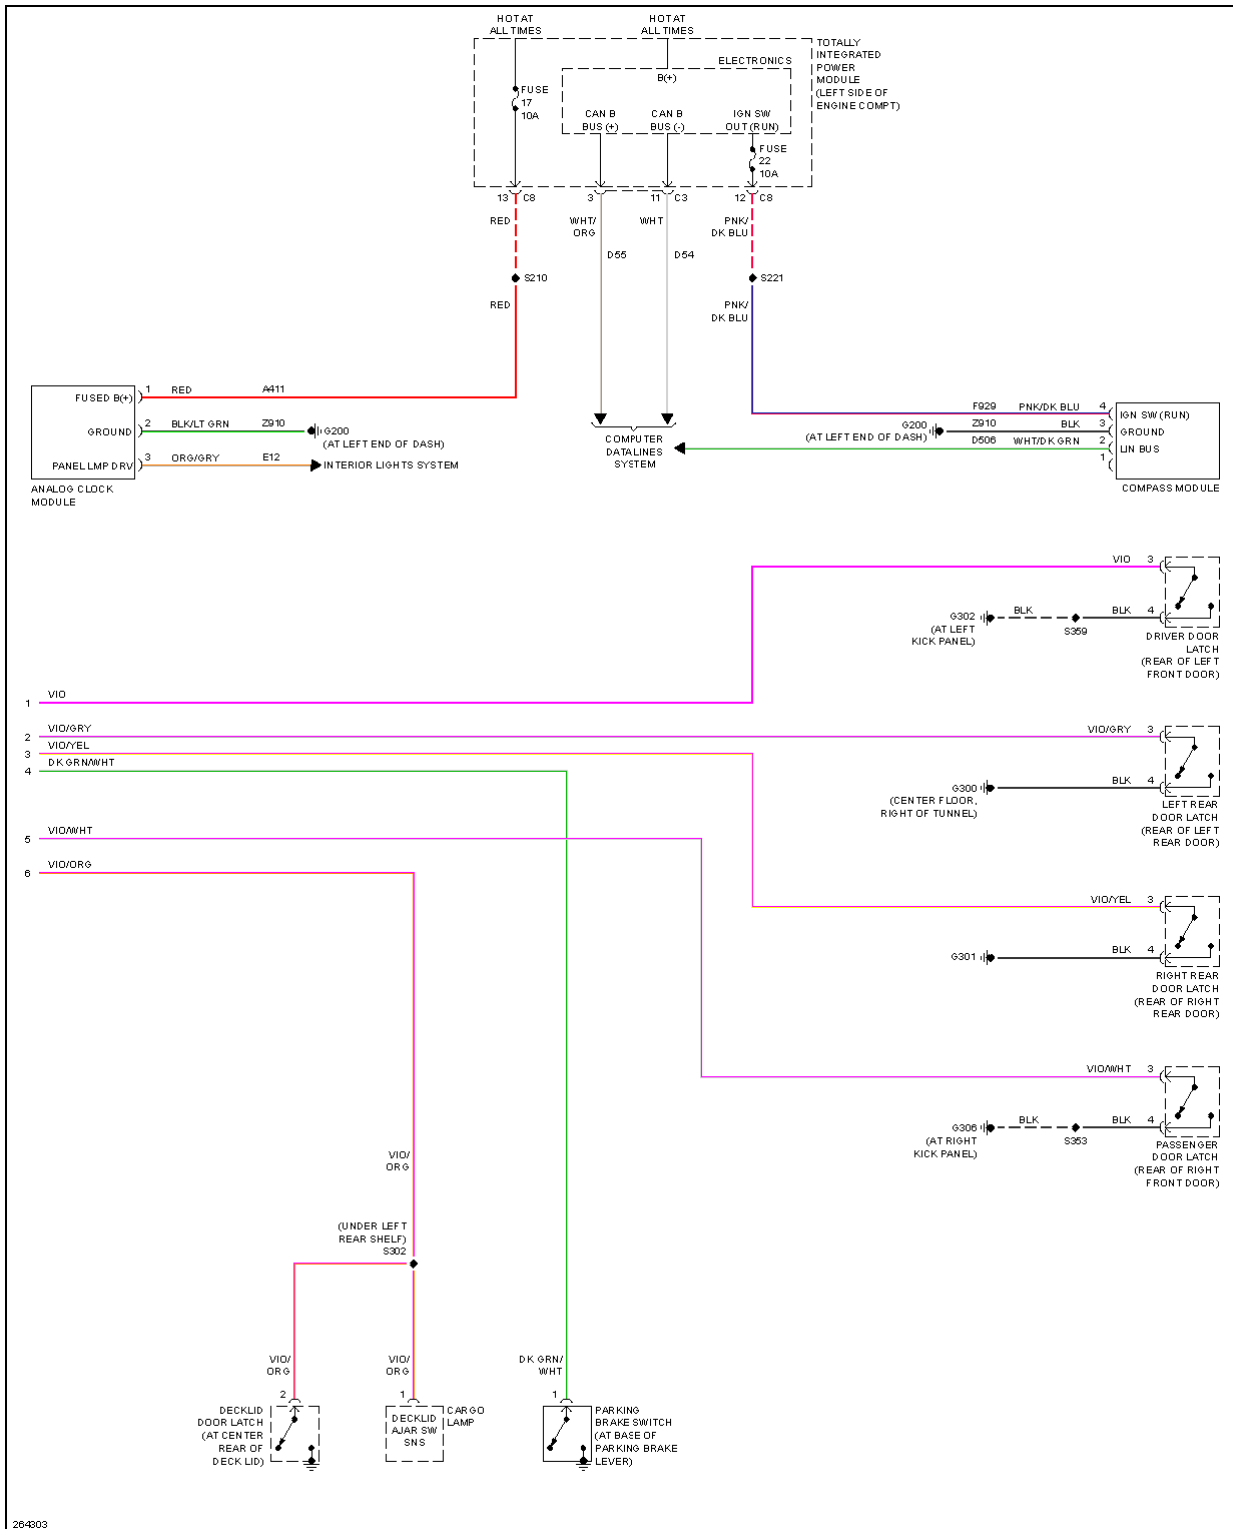 HOT AT
ALL TIMES
HOT AT
ALL TIMES
TOTALLY
INTEGRATED
POWER
MODULE
(LEFT SIDE OF
ENGINE COMPT)
ELECTRONICS
B(+)
FUSE
17
10A
CAN B
BUS (+)
CAN B
BUS (-)
IGN SW
OUT (RUN)
FUSE
22
10A
13 C8
3
11 C3
12 C8
RED
WHT/
ORG
WHT
PNK/
DK BLU
D55
D54
S210
S221
RED
PNK/
DK BLU
FUSED B(+)
1 RED A411
GROUND
2 BLK/LT GRN Z910
G200
(AT LEFT END OF DASH)
PANEL LMP DRV
3 ORG/GRY E12
INTERIOR LIGHTS SYSTEM
ANALOG CLOCK
MODULE
COMPUTER
DATALINES
SYSTEM
F929 PNK/DK BLU 4
IGN SW (RUN)
G200
(AT LEFT END OF DASH)
Z910 BLK 3
GROUND
D506 WHT/DK GRN 2
LIN BUS
1
COMPASS MODULE
VIO 3
G302
(AT LEFT
KICK PANEL)
BLK
S359
BLK 4
DRIVER DOOR
LATCH
(REAR OF LEFT
FRONT DOOR)
1 VIO
2 VIO/GRY
3 VIO/YEL
4 DK GRN/WHT
5 VIO/WHT
6 VIO/ORG
VIO/GRY 3
G300
(CENTER FLOOR,
RIGHT OF TUNNEL)
BLK 4
LEFT REAR
DOOR LATCH
(REAR OF LEFT
REAR DOOR)
VIO/YEL 3
G301
BLK 4
RIGHT REAR
DOOR LATCH
(REAR OF RIGHT
REAR DOOR)
VIO/WHT 3
G306
(AT RIGHT
KICK PANEL)
BLK
S353
BLK 4
PASSENGER
DOOR LATCH
(REAR OF RIGHT
FRONT DOOR)
VIO/
ORG
(UNDER LEFT
REAR SHELF)
S302
VIO/
ORG
VIO/
ORG
DK GRN/
WHT
2
1
1
DECKLID
DOOR LATCH
(AT CENTER
REAR OF
DECK LID)
DECKLID
AJAR SW
SNS
CARGO
LAMP
PARKING
BRAKE SWITCH
(AT BASE OF
PARKING BRAKE
LEVER)
264303